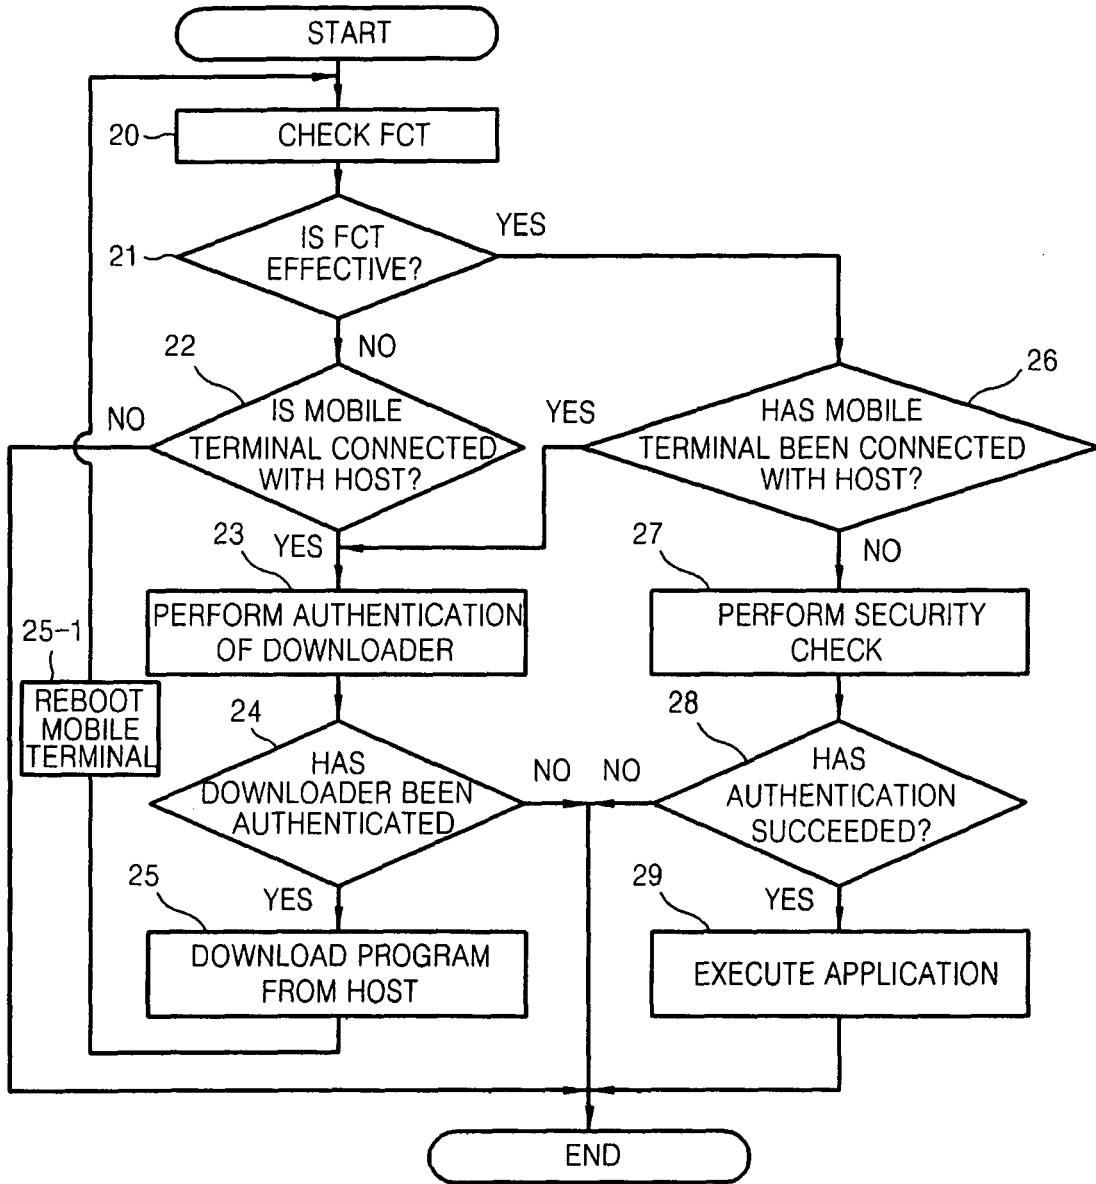 START
20
CHECK FCT
21
IS FCT
EFFECTIVE?
YES
NO
22
IS MOBILE
TERMINAL CONNECTED
WITH HOST?
NO
YES
26
HAS MOBILE
TERMINAL BEEN CONNECTED
WITH HOST?
YES
NO
23
PERFORM AUTHENTICATION
OF DOWNLOADER
27
PERFORM SECURITY
CHECK
25-1
REBOOT
MOBILE
TERMINAL
24
HAS
DOWNLOADER BEEN
AUTHENTICATED
NO
YES
28
HAS
AUTHENTICATION
SUCCEEDED?
NO
YES
25
DOWNLOAD PROGRAM
FROM HOST
29
EXECUTE APPLICATION
END